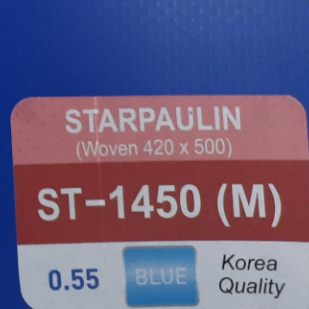 STARPAULIN
(Woven 420 x 500)
ST-1450 (M)
0.55 BLUE Korea
Quality